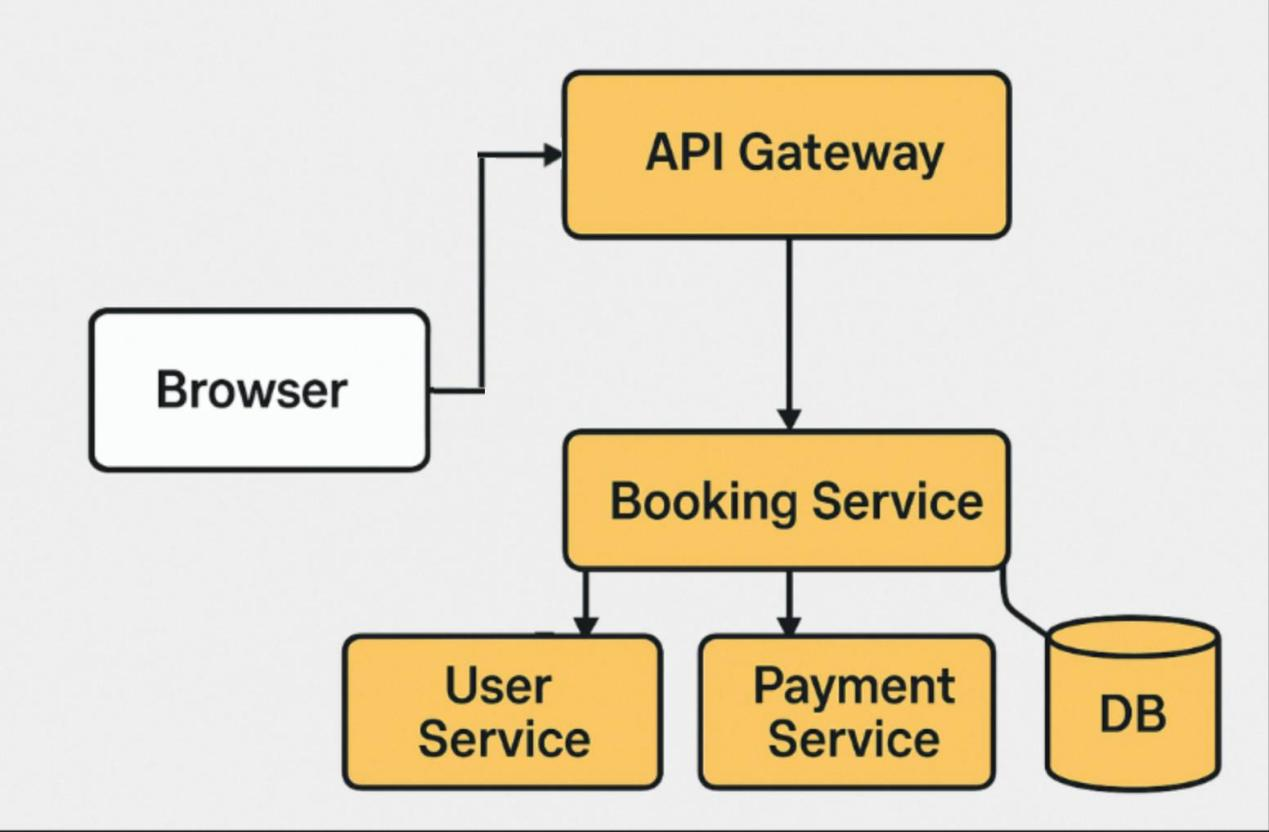 API Gateway
Browser
Booking Service
User
Service
Payment
Service
DB